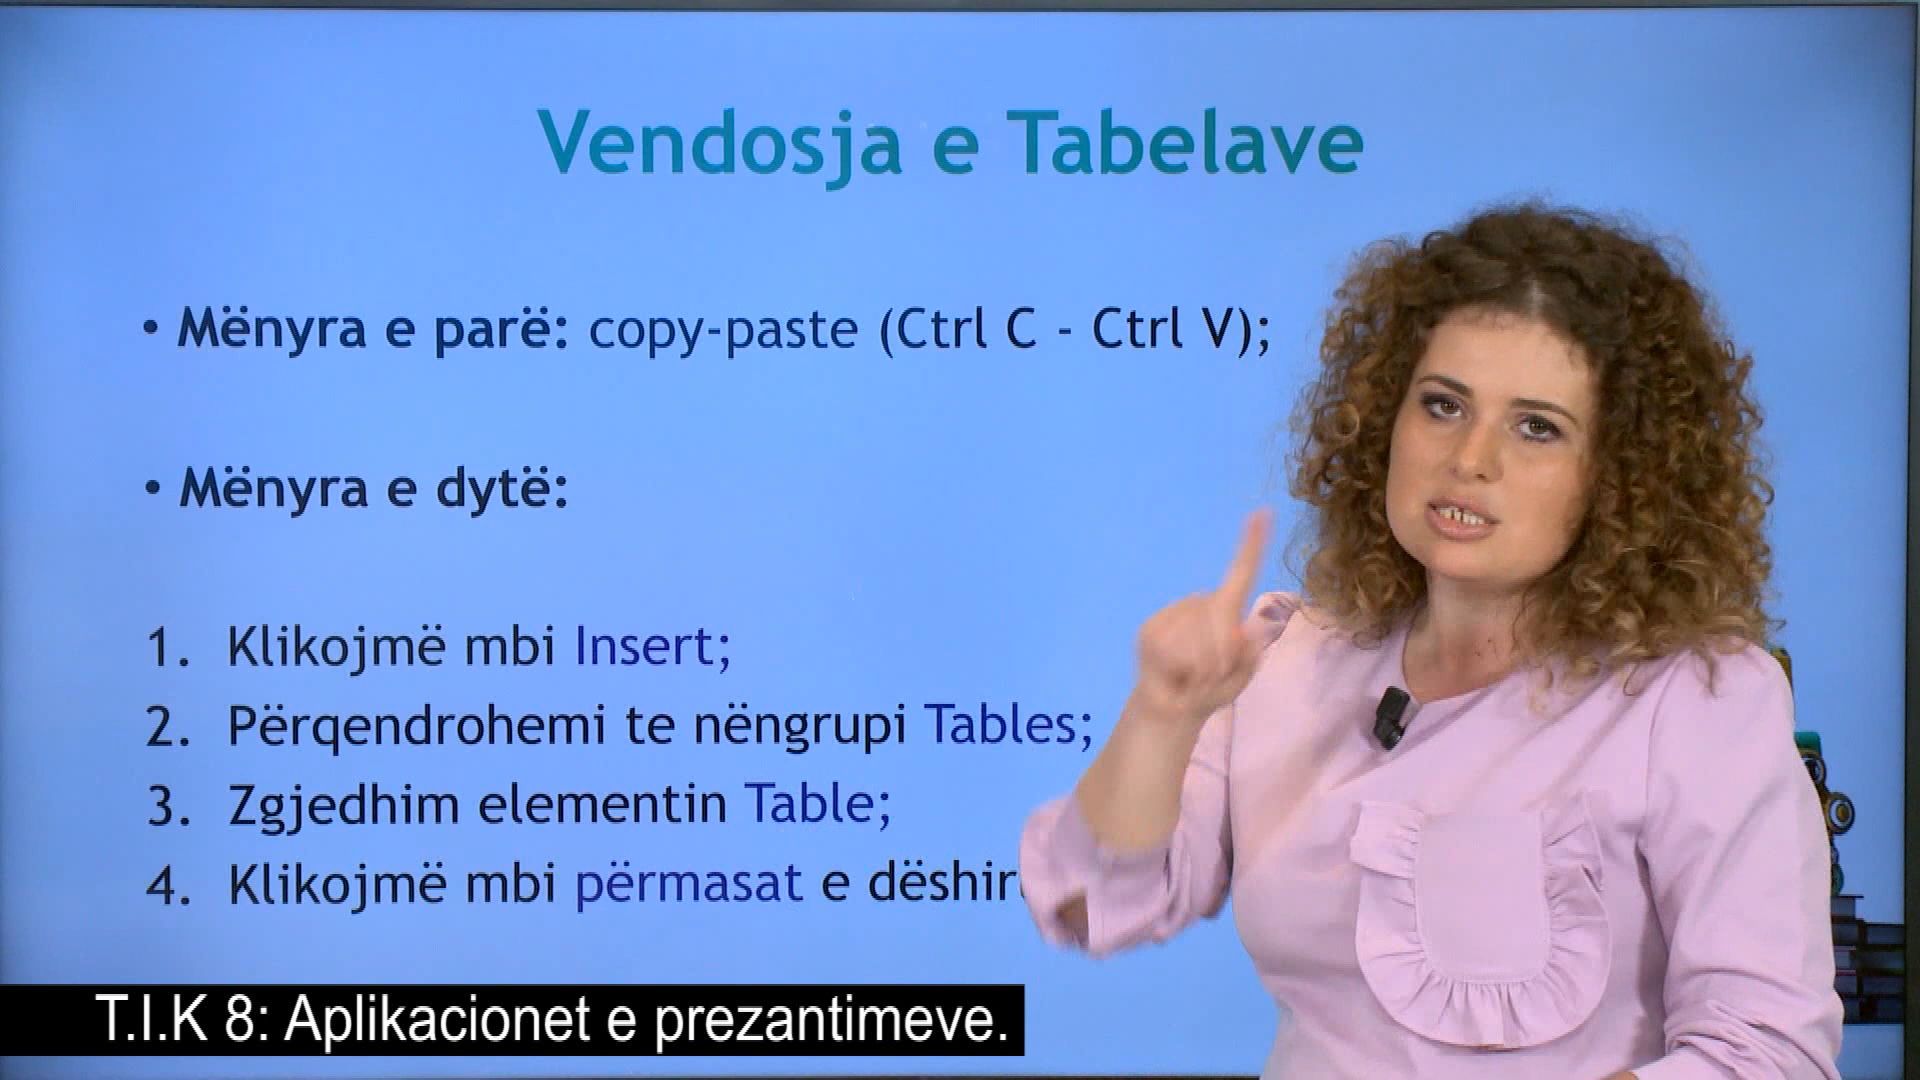 Vendosja e Tabelave
• Mënyra e parë: copy-paste (Ctrl C - Ctrl V);
• Mënyra e dytë:
1. Klikojmë mbi Insert;
2. Përqendrohemi te nëngrupi Tables;
3. Zgjedhim elementin Table;
4. Klikojmë mbi përmasat e
T.I.K 8: Aplikacionet e prezantimeve.